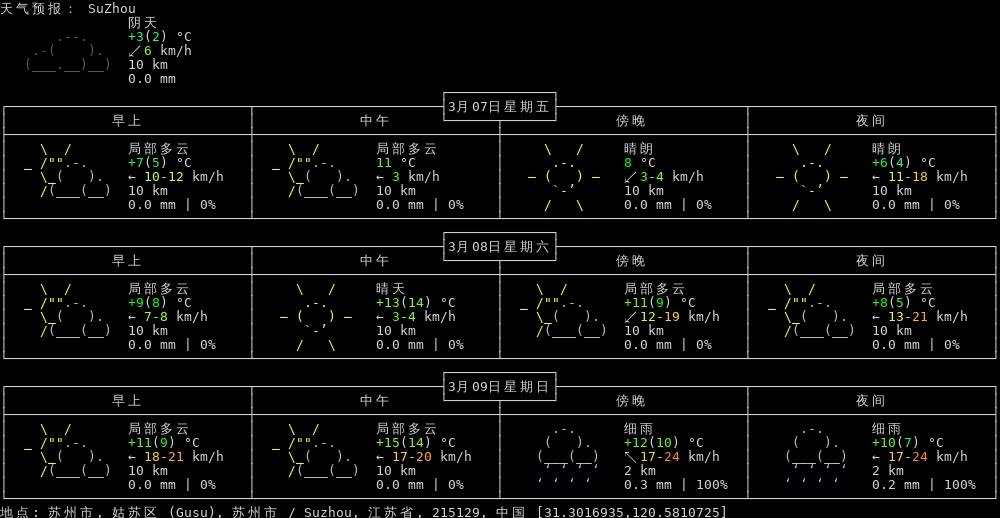 天气预报： SuZhou
阴天
+3(2) °C
↙ 6 km/h
10 km
0.0 mm
3月07日星期五
早上 中午 傍晚 夜间
局部多云 局部多云 晴朗 晴朗
+7(5) °C 11 °C 8 °C +6(4) °C
← 10-12 km/h ← 3 km/h ↙ 3-4 km/h ← 11-18 km/h
10 km 10 km 10 km 10 km
0.0 mm | 0% 0.0 mm | 0% 0.0 mm | 0% 0.0 mm | 0%
3月08日星期六
早上 中午 傍晚 夜间
局部多云 晴天 局部多云 局部多云
+9(8) °C +13(14) °C +11(9) °C +8(5) °C
← 7-8 km/h ← 3-4 km/h ↙ 12-19 km/h ← 13-21 km/h
10 km 10 km 10 km 10 km
0.0 mm | 0% 0.0 mm | 0% 0.0 mm | 0% 0.0 mm | 0%
3月09日星期日
早上 中午 傍晚 夜间
局部多云 局部多云 细雨 细雨
+11(9) °C +15(14) °C +12(10) °C +10(7) °C
← 18-21 km/h ← 17-20 km/h ↖ 17-24 km/h ← 17-24 km/h
10 km 10 km 2 km 2 km
0.0 mm | 0% 0.0 mm | 0% 0.3 mm | 100% 0.2 mm | 100%
地点: 苏州市, 姑苏区 (Gusu), 苏州市 / Suzhou, 江苏省, 215129, 中国 [31.3016935,120.5810725]